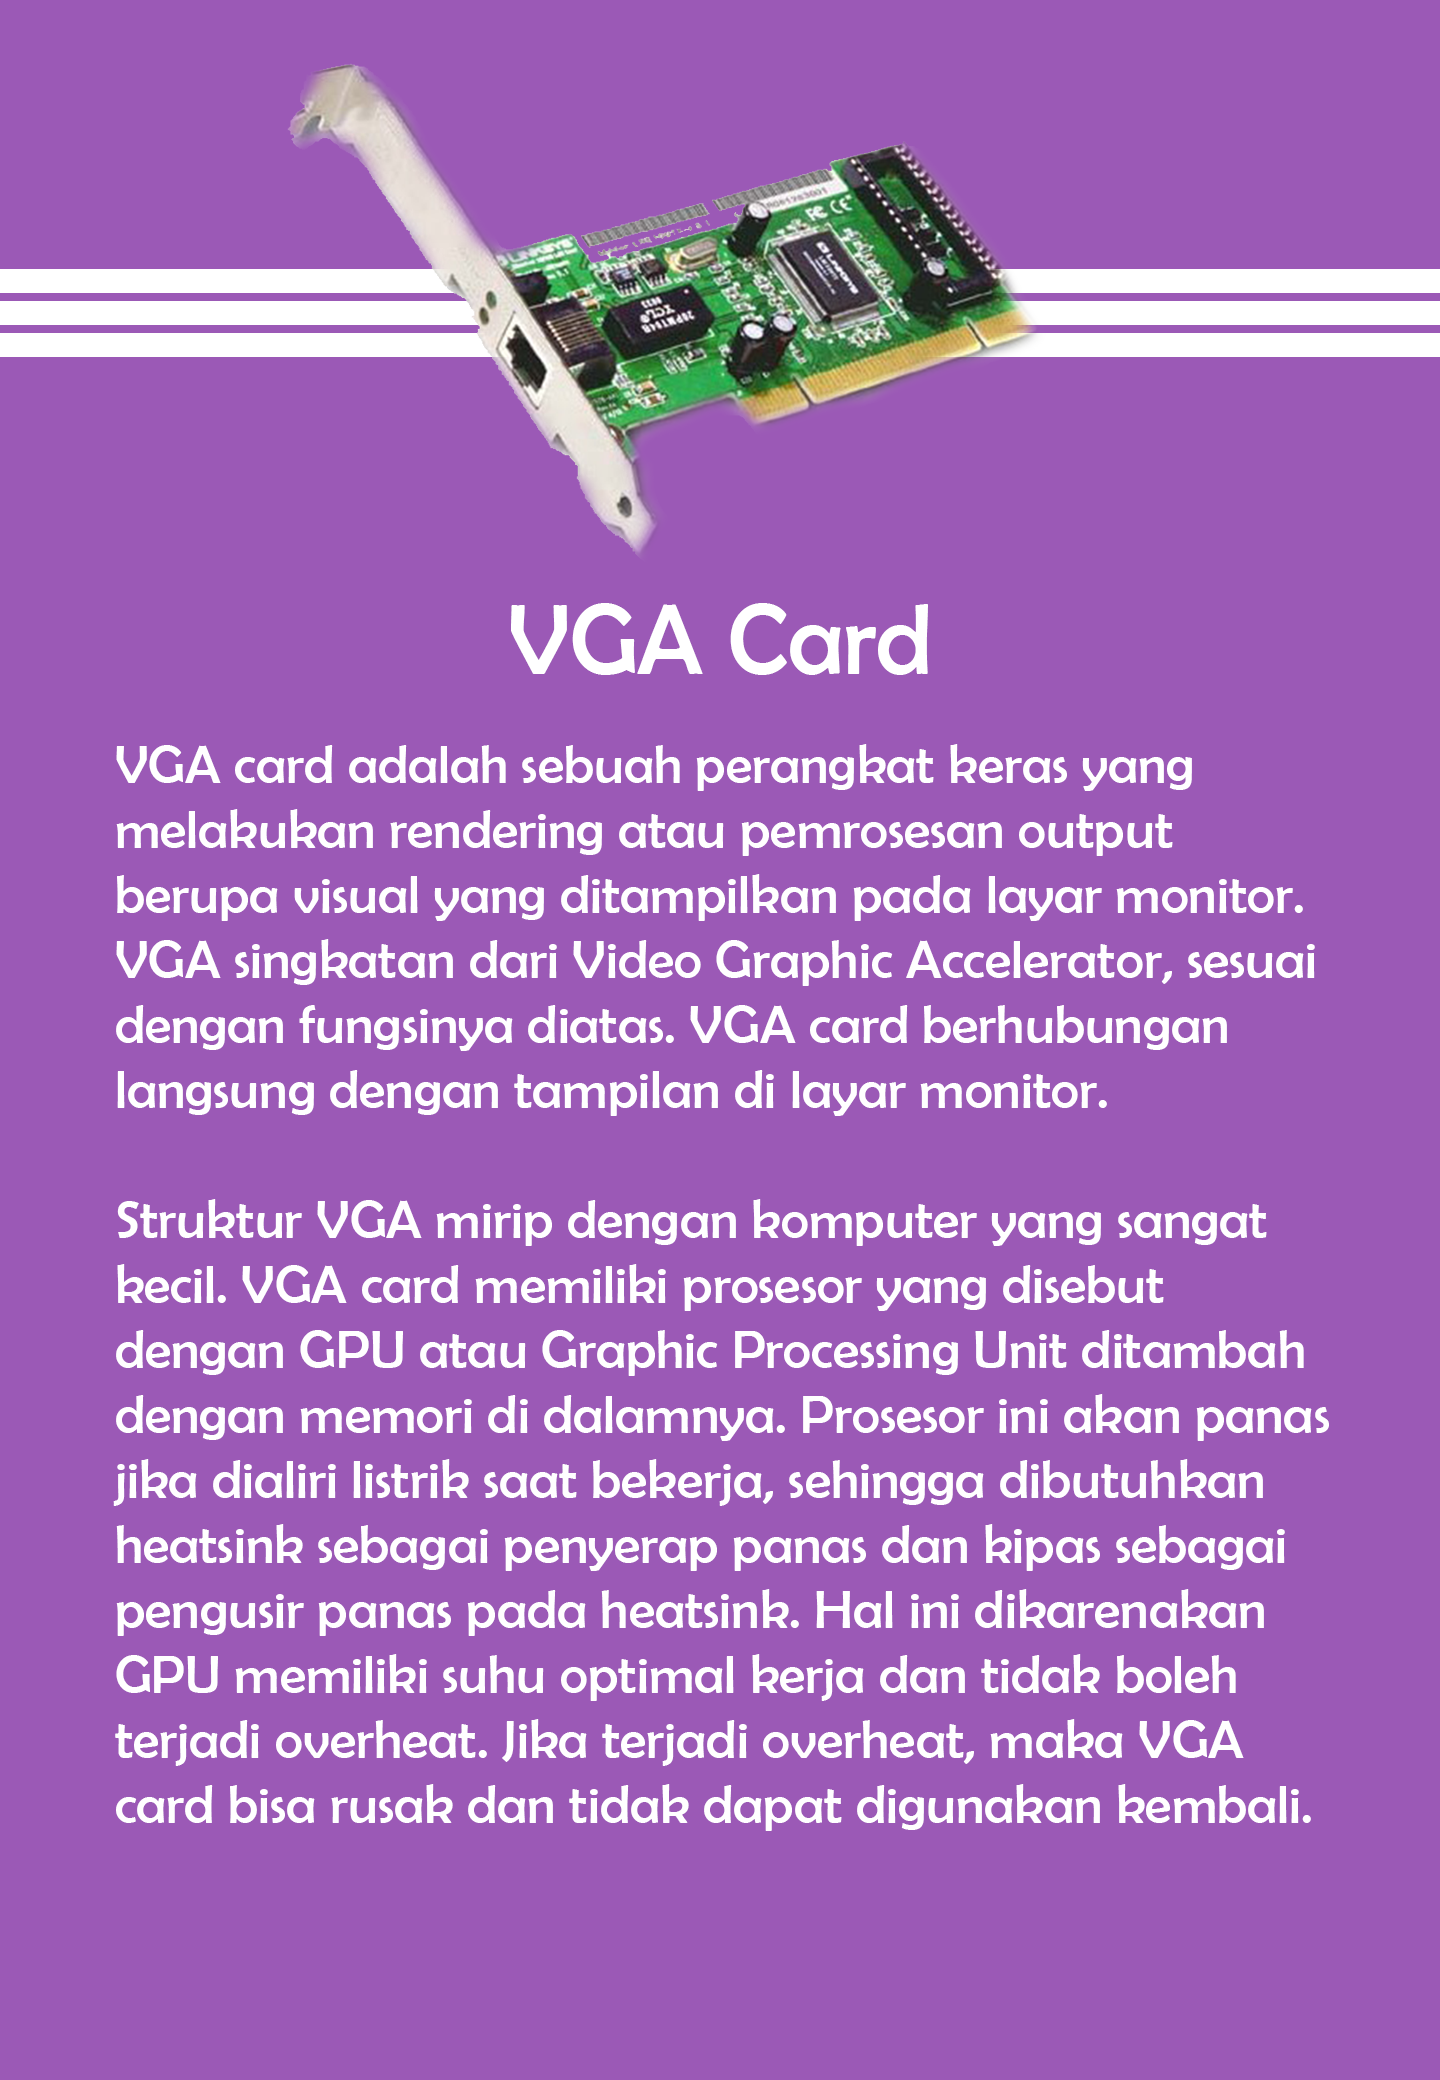 LINKSYS
VGA Card
VGA card adalah sebuah perangkat keras yang
melakukan rendering atau pemrosesan output
berupa visual yang ditampilkan pada layar monitor.
VGA singkatan dari Video Graphic Accelerator, sesuai
dengan fungsinya diatas. VGA card berhubungan
langsung dengan tampilan di layar monitor.
Struktur VGA mirip dengan komputer yang sangat
kecil. VGA card memiliki prosesor yang disebut
dengan GPU atau Graphic Processing Unit ditambah
dengan memori di dalamnya. Prosesor ini akan panas
jika dialiri listrik saat bekerja, sehingga dibutuhkan
heatsink sebagai penyerap panas dan kipas sebagai
pengusir panas pada heatsink. Hal ini dikarenakan
GPU memiliki suhu optimal kerja dan tidak boleh
terjadi overheat. Jika terjadi overheat, maka VGA
card bisa rusak dan tidak dapat digunakan kembali.